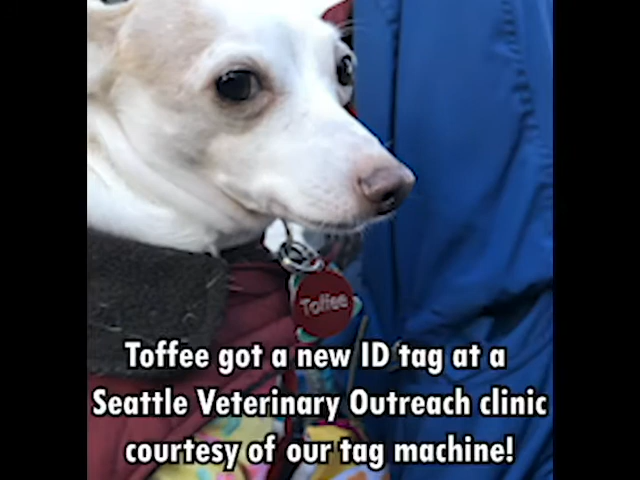 Toffee
Toffee got a new ID tag at a
Seattle Veterinary Outreach clinic
courtesy of our tag machine!